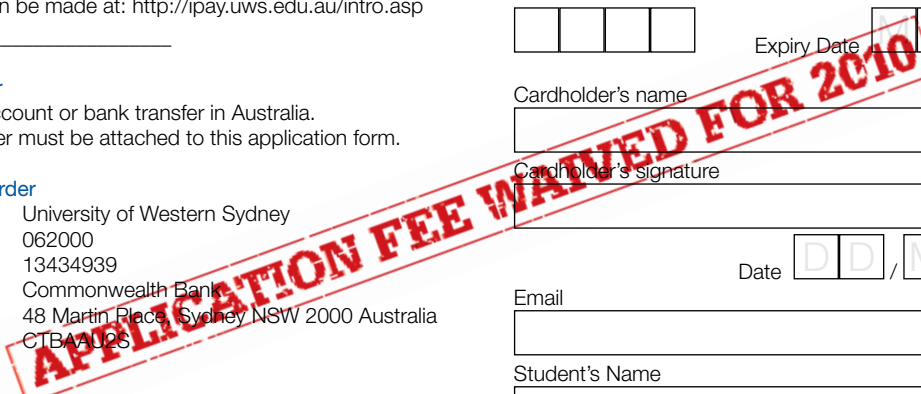 n be made at: http://ipay.uws.edu.au/intro.asp
count or bank transfer in Australia.
er must be attached to this application form.
rder
University of Western Sydney
062000
13434939
Commonwealth Bank
48 Martin Place, Sydney NSW 2000 Australia
CTBAAU2S
APPLICATION FEE WAIVED FOR 2010
Expiry Date M
Cardholder's name
Cardholder's signature
Date D D / M
Email
Student's Name